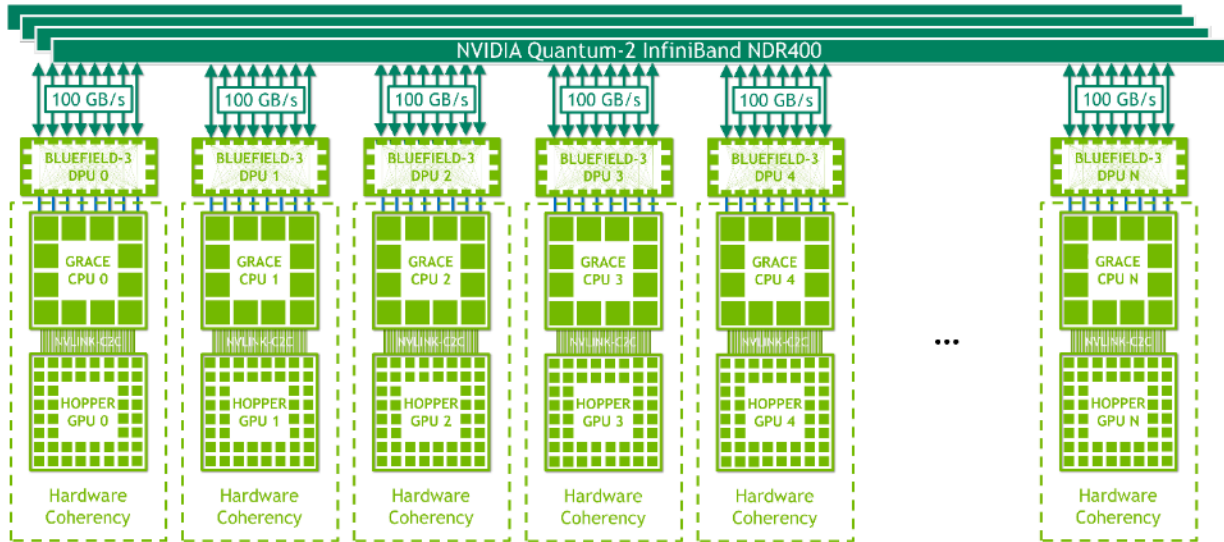 NVIDIA Quantum-2 InfiniBand NDR400
100 GB/s
100 GB/s
100 GB/s
100 GB/s
100 GB/s
100 GB/s
BLUEFIELD-3
DPU 0
BLUEFIELD-3
DPU 1
BLUEFIELD-3
DPU 2
BLUEFIELD-3
DPU 3
BLUEFIELD-3
DPU 4
BLUEFIELD-3
DPU N
GRACE
CPU 0
GRACE
CPU 1
GRACE
CPU 2
GRACE
CPU 3
GRACE
CPU 4
GRACE
CPU N
NVLINK-C2C
NVLINK-C2C
NVLINK-C2C
NVLINK-C2C
NVLINK-C2C
...
NVLINK-C2C
HOPPER
GPU 0
HOPPER
GPU 1
HOPPER
GPU 2
HOPPER
GPU 3
HOPPER
GPU 4
HOPPER
GPU N
Hardware
Coherency
Hardware
Coherency
Hardware
Coherency
Hardware
Coherency
Hardware
Coherency
Hardware
Coherency